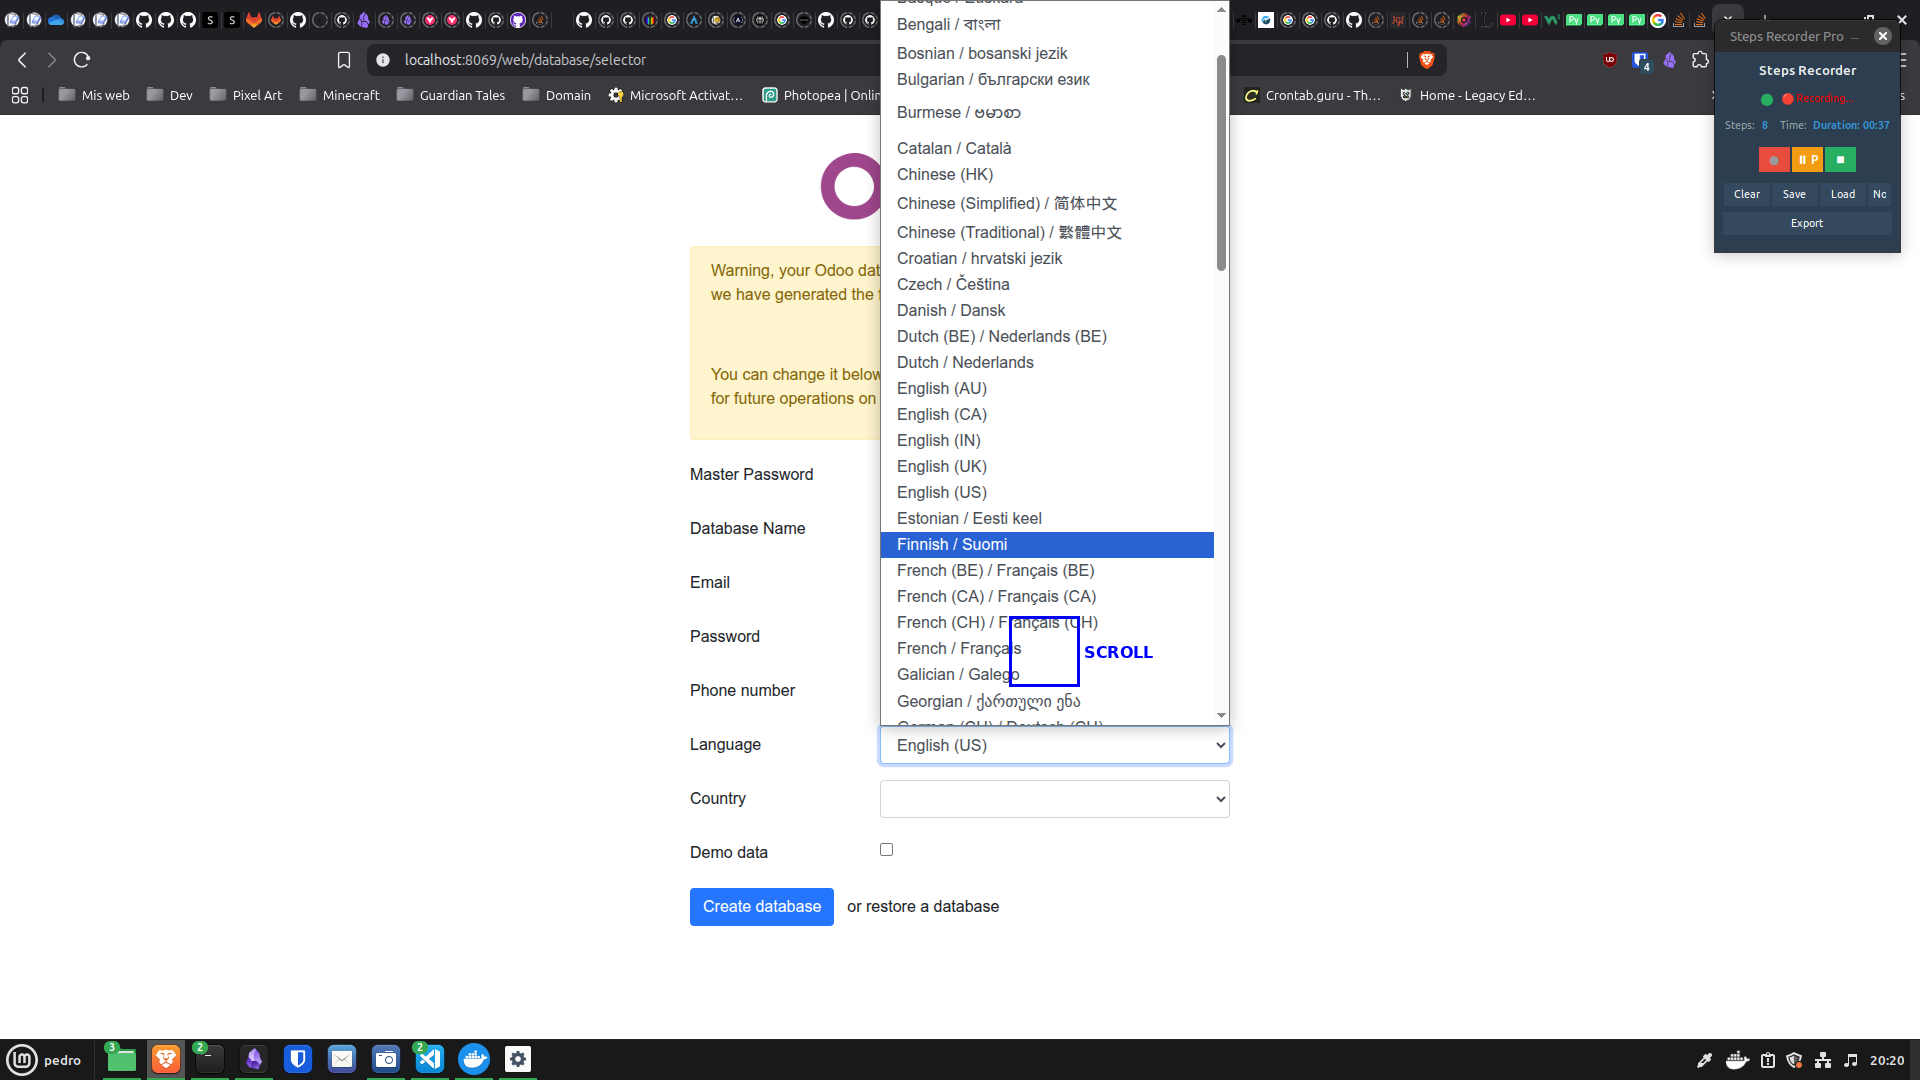 localhost:8069/web/database/selector
4
Mis web
Dev
Pixel Art
Minecraft
Guardian Tales
Domain
Microsoft Activat...
Photopea | Onlin
Crontab.guru - Th...
Home - Legacy Ed...
Steps Recorder Pro
Steps Recorder
Recording...
Steps: 8 Time: Duration: 00:37
P
Clear
Save
Load
No
Export
Warning, your Odoo dat
we have generated the
You can change it below
for future operations on
Bengali / বাংলা
Bosnian / bosanski jezik
Bulgarian / български език
Burmese / ဗမာစာ
Catalan / Català
Chinese (HK)
Chinese (Simplified) / 简体中文
Chinese (Traditional) / 繁體中文
Croatian / hrvatski jezik
Czech / Čeština
Danish / Dansk
Dutch (BE) / Nederlands (BE)
Dutch / Nederlands
English (AU)
English (CA)
English (IN)
English (UK)
English (US)
Estonian / Eesti keel
Finnish / Suomi
French (BE) / Français (BE)
French (CA) / Français (CA)
French (CH) / Français (CH)
French / Français
Galician / Galego
Georgian / ქართული ენა
German (CH) / Deutsch (CH)
SCROLL
Master Password
Database Name
Email
Password
Phone number
Language
English (US)
Country
Demo data
Create database
or restore a database
pedro
3
2
2
20:20